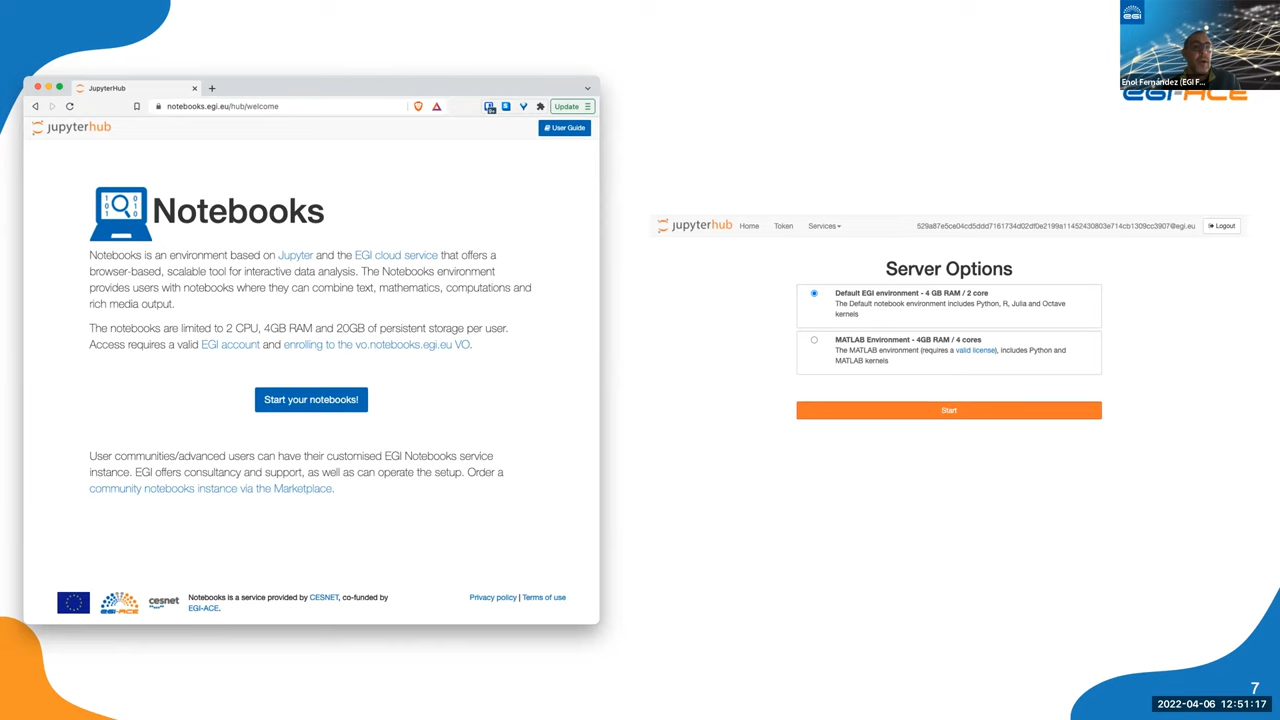 JupyterHub
notebooks.egi.eu/hub/welcome
Update
jupyterhub
User Guide
Notebooks
Notebooks is an environment based on Jupyter and the EGI cloud service that offers a
browser-based, scalable tool for interactive data analysis. The Notebooks environment
provides users with notebooks where they can combine text, mathematics, computations and
rich media output.
The notebooks are limited to 2 CPU, 4GB RAM and 20GB of persistent storage per user.
Access requires a valid EGI account and enrolling to the vo.notebooks.egi.eu VO.
Start your notebooks!
User communities/advanced users can have their customised EGI Notebooks service
instance. EGI offers consultancy and support, as well as can operate the setup. Order a
community notebooks instance via the Marketplace.
EGI-ACE
cesnet
Notebooks is a service provided by CESNET, co-funded by
EGI-ACE.
Privacy policy | Terms of use
EGI
Enol Fernández (EGI F...
EGI-ACE
jupyterhub Home Token Services
529a87e5ce04cd5ddd7161734d02df0e2199a11452430803e714cb1309cc3907@egi.eu
Logout
Server Options
Default EGI environment - 4 GB RAM / 2 core
The Default notebook environment includes Python, R, Julia and Octave
kernels
MATLAB Environment - 4GB RAM / 4 cores
The MATLAB environment (requires a valid license), includes Python and
MATLAB kernels
Start
7
2022-04-06 12:51:17